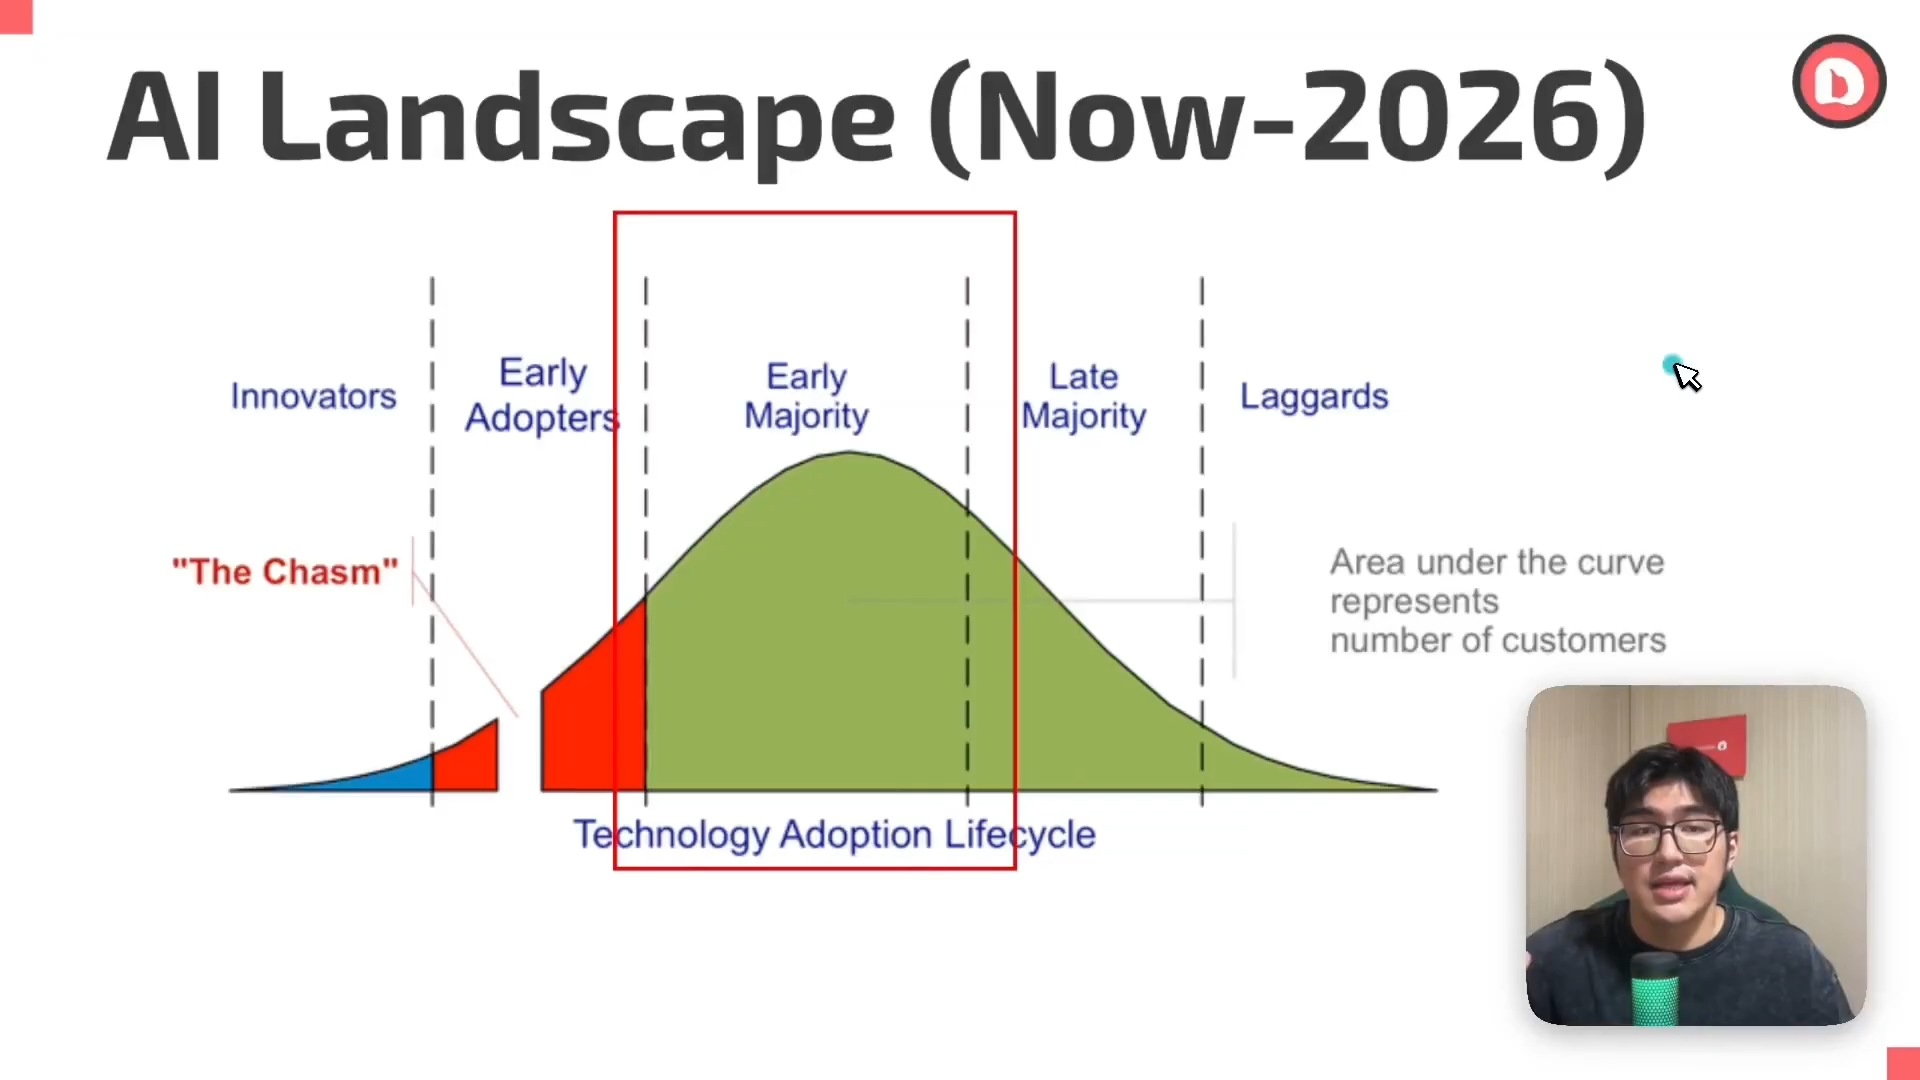 AI Landscape (Now-2026)
Innovators
Early
Adopters
Early
Majority
Late
Majority
Laggards
"The Chasm"
Area under the curve
represents
number of customers
Technology Adoption Lifecycle